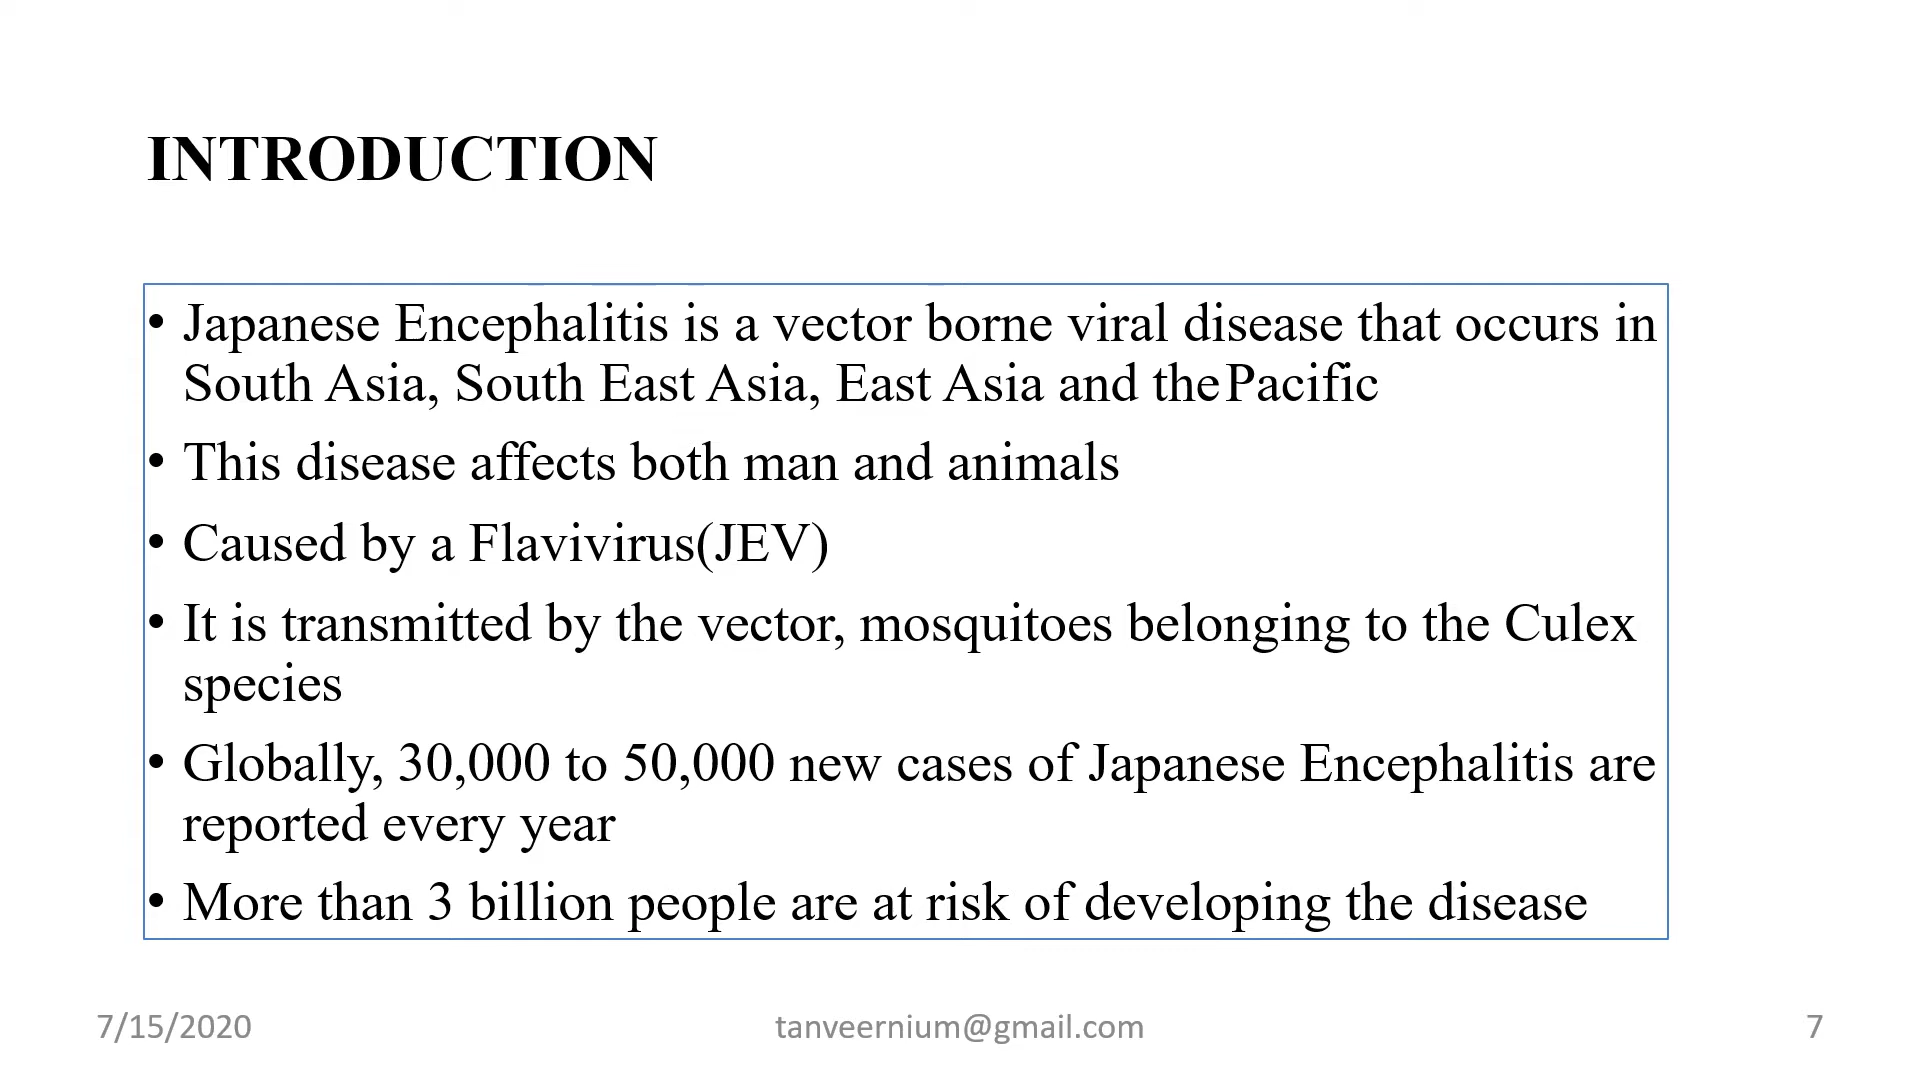 INTRODUCTION
• Japanese Encephalitis is a vector borne viral disease that occurs in
South Asia, South East Asia, East Asia and the Pacific
• This disease affects both man and animals
• Caused by a Flavivirus(JEV)
• It is transmitted by the vector, mosquitoes belonging to the Culex
species
• Globally, 30,000 to 50,000 new cases of Japanese Encephalitis are
reported every year
• More than 3 billion people are at risk of developing the disease
7/15/2020
tanveernium@gmail.com
7